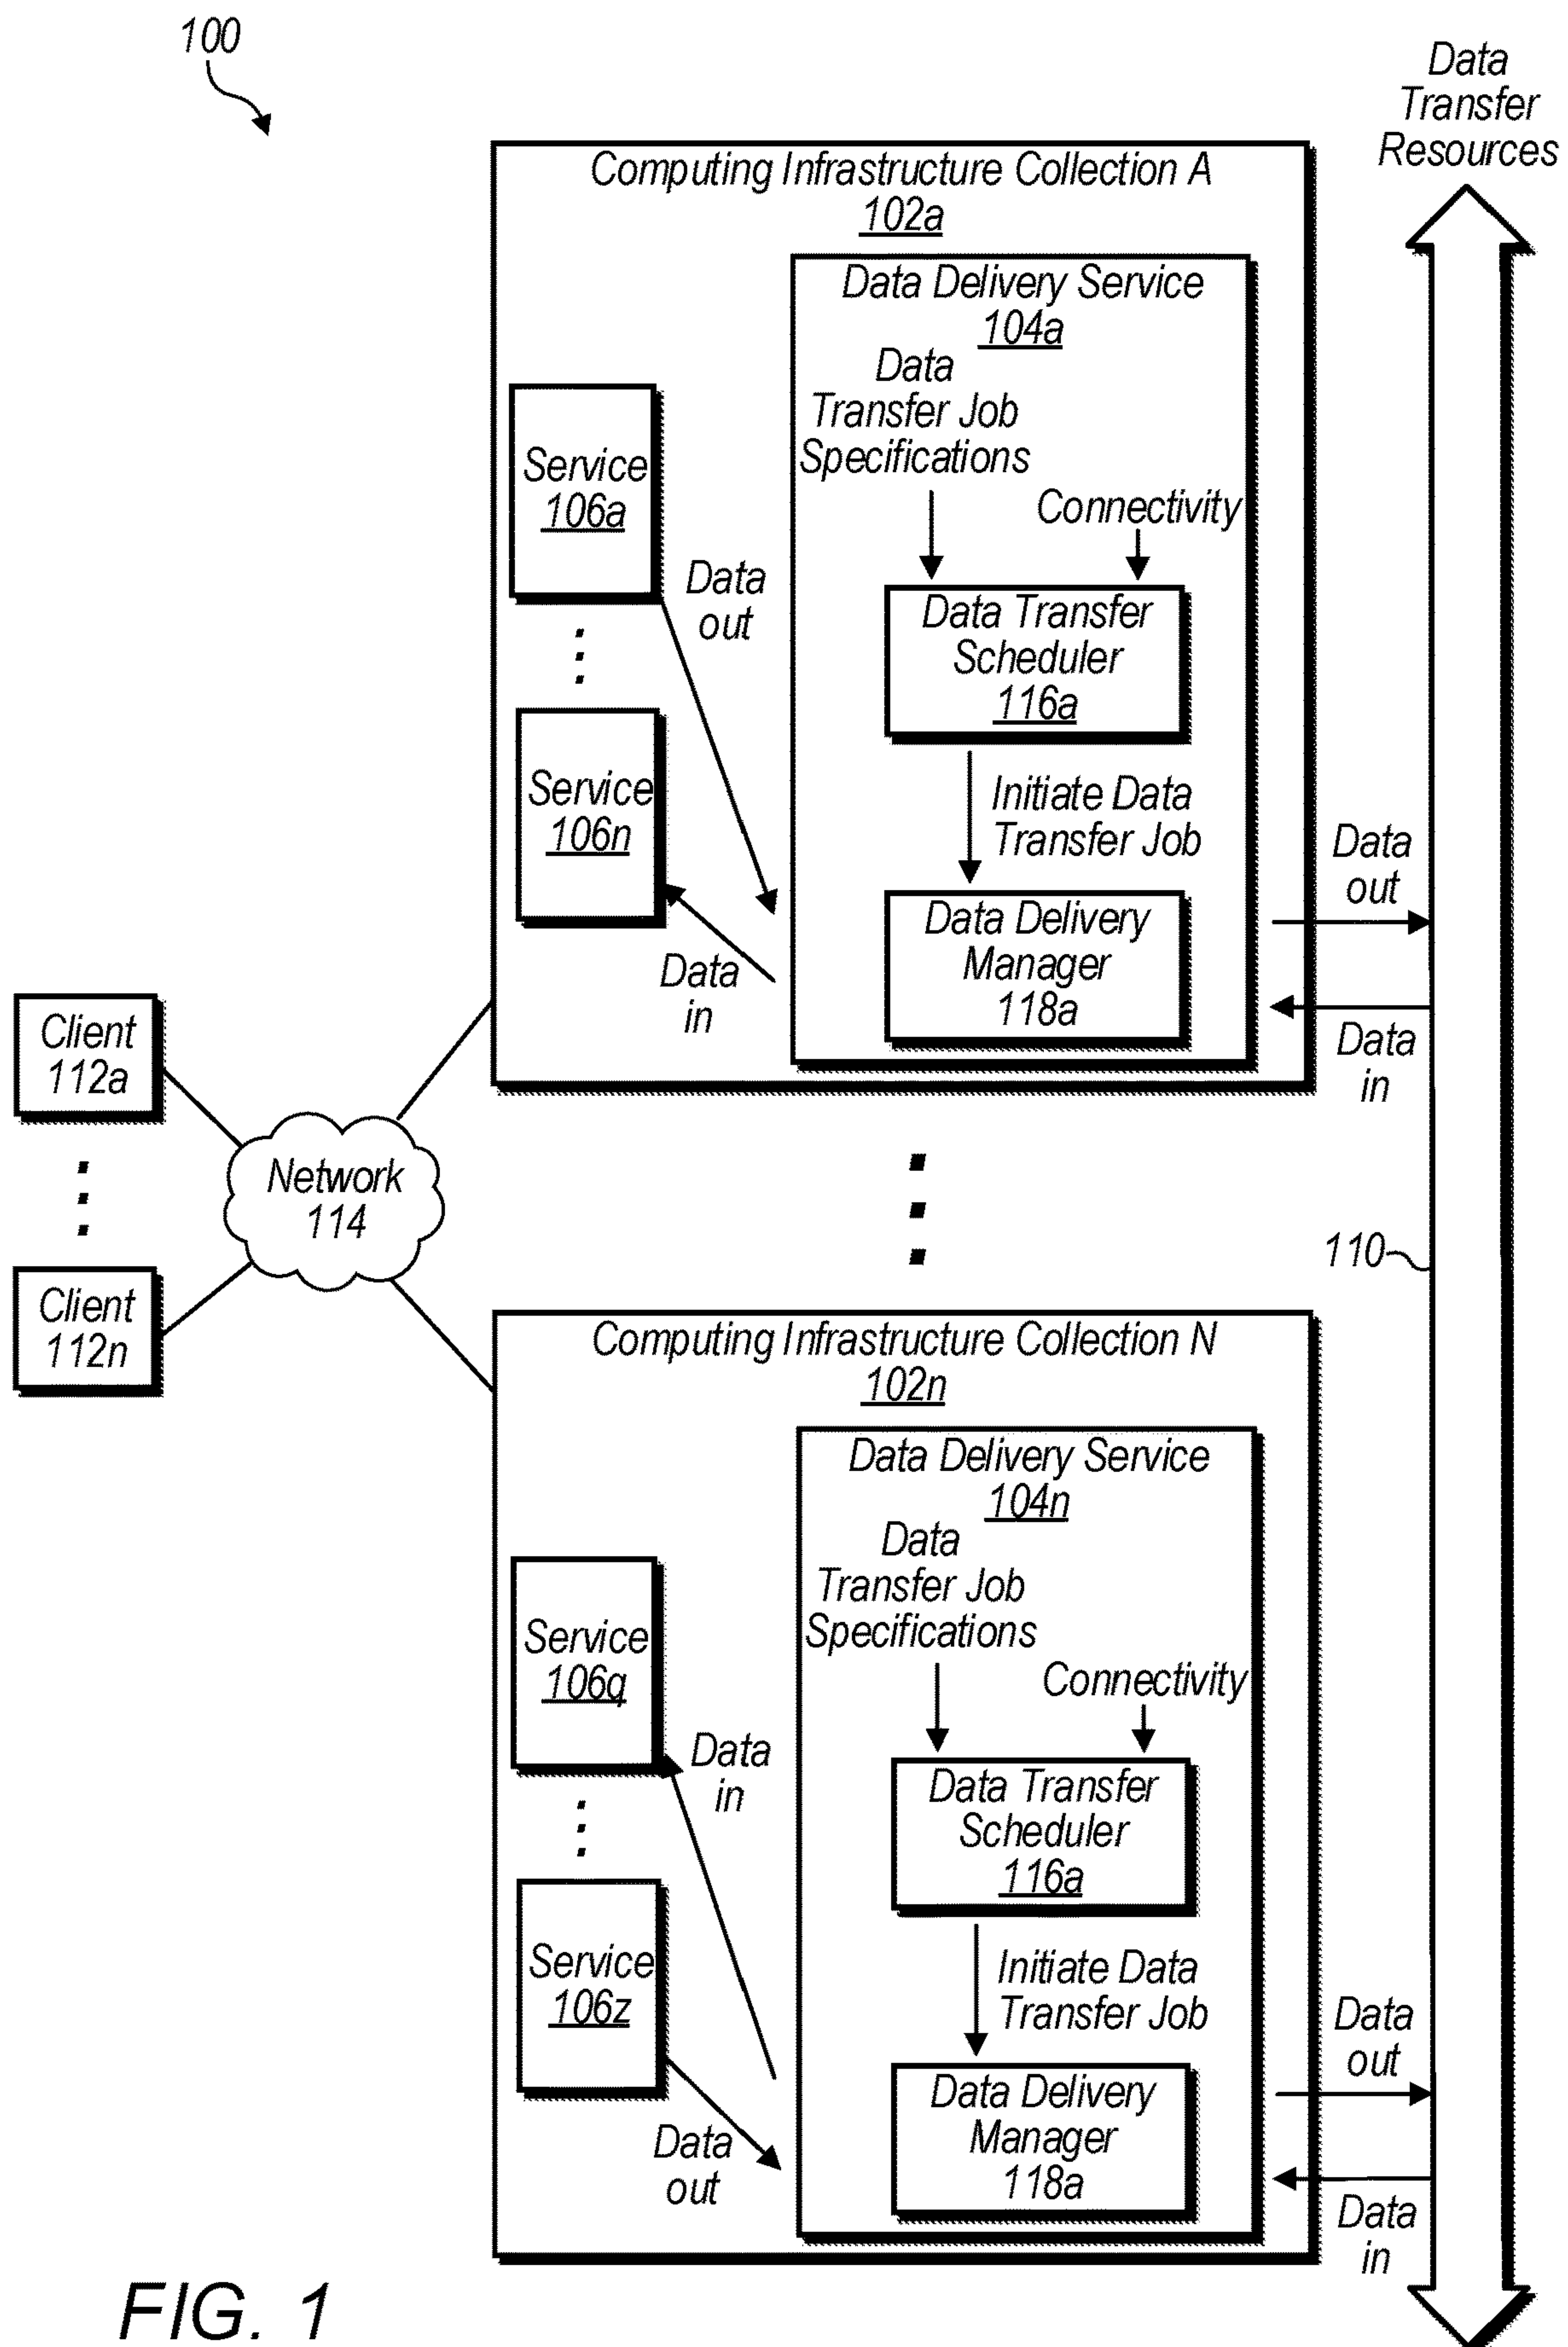 100
Data
Transfer
Resources
Computing Infrastructure Collection A
102a
Data Delivery Service
104a
Data
Transfer Job
Specifications
Connectivity
Service
106a
Data
out
Data Transfer
Scheduler
116a
Initiate Data
Transfer Job
Service
106n
Data
in
Data Delivery
Manager
118a
Data
out
Data
in
Client
112a
Network
114
Client
112n
110
Computing Infrastructure Collection N
102n
Data Delivery Service
104n
Data
Transfer Job
Specifications
Connectivity
Service
106q
Data
in
Data Transfer
Scheduler
116a
Initiate Data
Transfer Job
Service
106z
Data
out
Data Delivery
Manager
118a
Data
out
Data
in
FIG. 1